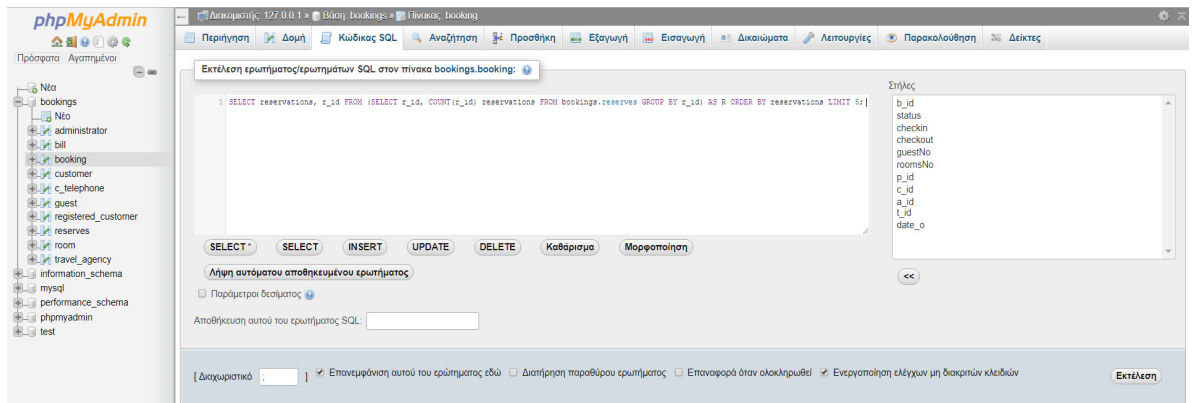 phpMyAdmin
Πρόσφατα Αγαπημένοι
Νέα
bookings
Νέο
administrator
bill
booking
customer
c_telephone
guest
registered_customer
reserves
room
travel_agency
information_schema
mysql
performance_schema
phpmyadmin
test
Διακομιστής: 127.0.0.1 » Βάση: bookings » Πίνακας: booking
Περιήγηση Δομή Κώδικας SQL Αναζήτηση Προσθήκη Εξαγωγή Εισαγωγή Δικαιώματα Λειτουργίες Παρακολούθηση Δείκτες
Εκτέλεση ερωτήματος/ερωτημάτων SQL στον πίνακα bookings.booking:
1 SELECT reservations, r_id FROM (SELECT r_id, COUNT(r_id) reservations FROM bookings.reserves GROUP BY r_id) AS R ORDER BY reservations LIMIT 5;
Στήλες
b_id
status
checkin
checkout
guestNo
roomsNo
p_id
c_id
a_id
t_id
date_o
<<
SELECT * SELECT INSERT UPDATE DELETE Καθάρισμα Μορφοποίηση
Λήψη αυτόματου αποθηκευμένου ερωτήματος
Παράμετροι δεσίματος
Αποθήκευση αυτού του ερωτήματος SQL:
[ Διαχωριστικό ; ] Επανεμφάνιση αυτού του ερώτηματος εδώ Διατήρηση παραθύρου ερωτήματος Επαναφορά όταν ολοκληρωθεί Ενεργοποίηση ελέγχων μη διακριτών κλειδιών Εκτέλεση